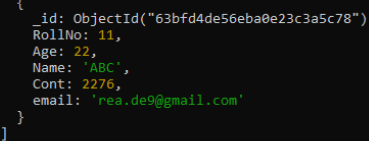 {
_id: ObjectId("63bfd4de56eba0e23c3a5c78")
RollNo: 11,
Age: 22,
Name: 'ABC',
Cont: 2276,
email: 'rea.de9@gmail.com'
}
]